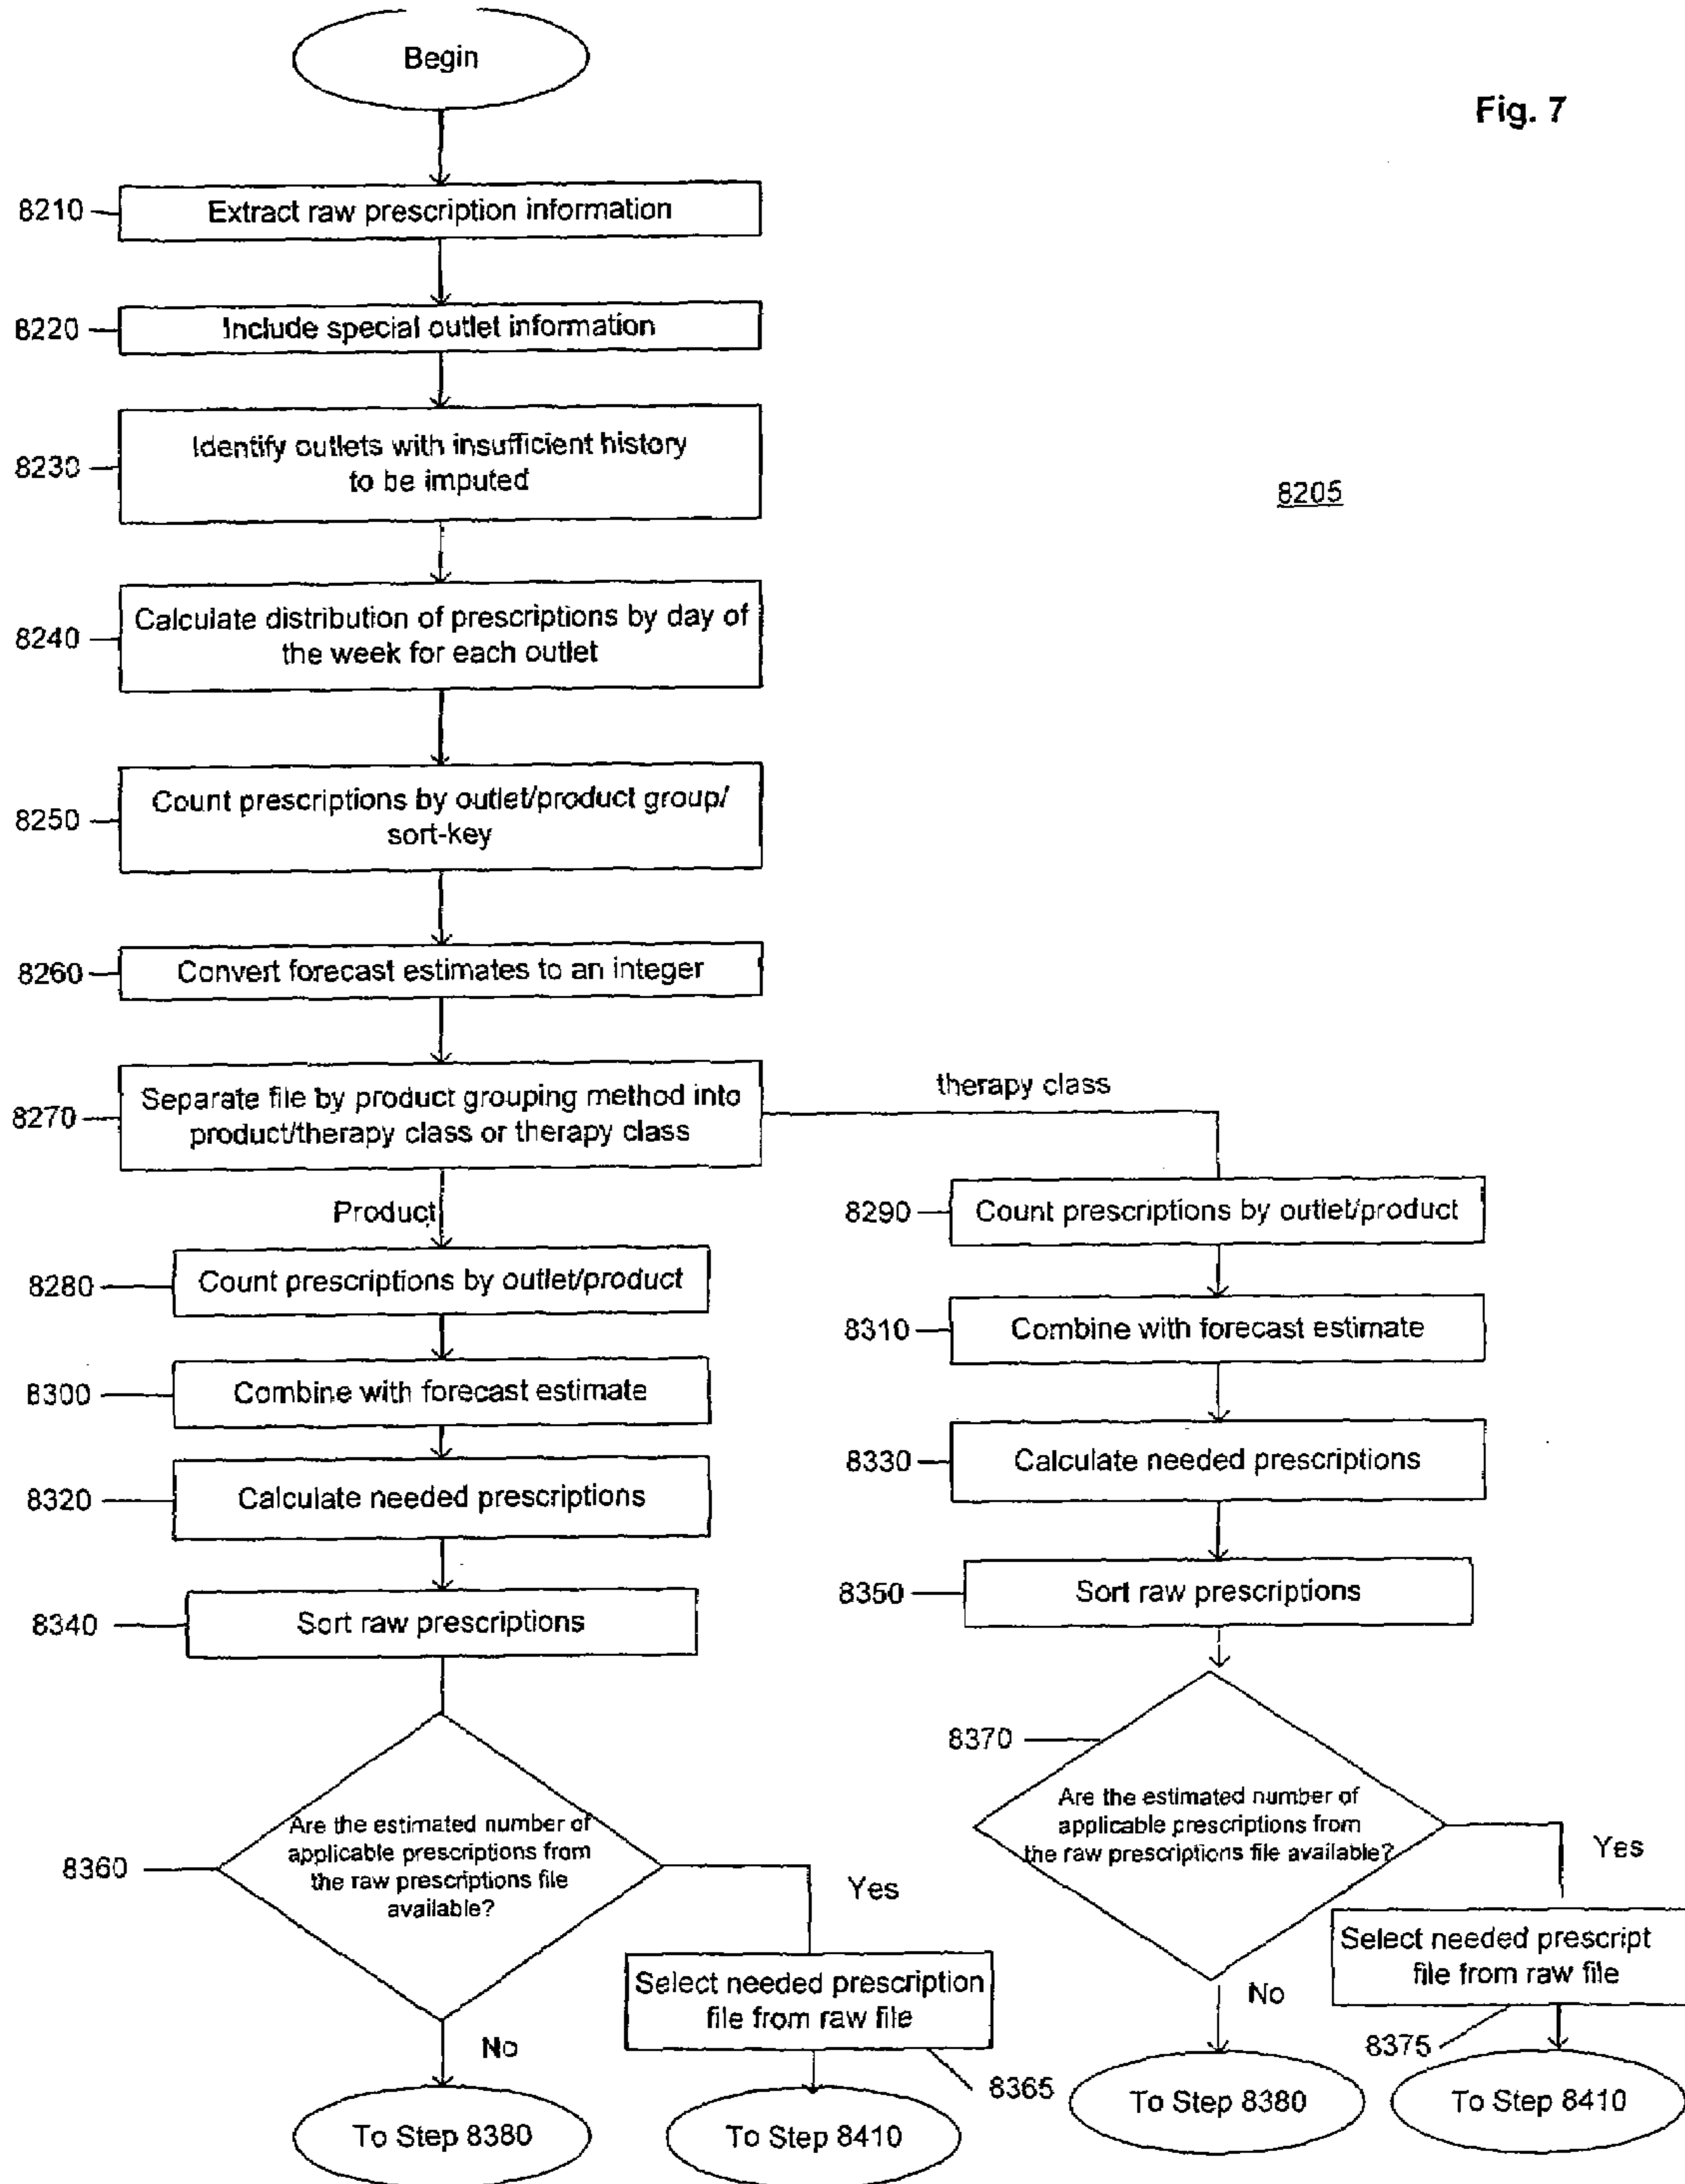 Begin
Fig. 7
8210
Extract raw prescription information
8220
Include special outlet information
8230
Identify outlets with insufficient history
to be imputed
8205
8240
Calculate distribution of prescriptions by day of
the week for each outlet
8250
Count prescriptions by outlet/product group/
sort-key
8260
Convert forecast estimates to an integer
8270
Separate file by product grouping method into
product/therapy class or therapy class
therapy class
Product
8280
Count prescriptions by outlet/product
8300
Combine with forecast estimate
8320
Calculate needed prescriptions
8340
Sort raw prescriptions
8360
Are the estimated number of
applicable prescriptions from
the raw prescriptions file
available?
Yes
Select needed prescription
file from raw file
8365
No
To Step 8380
To Step 8410
8290
Count prescriptions by outlet/product
8310
Combine with forecast estimate
8330
Calculate needed prescriptions
8350
Sort raw prescriptions
8370
Are the estimated number of
applicable prescriptions from
the raw prescriptions file available?
Yes
Select needed prescript
file from raw file
8375
No
To Step 8380
To Step 8410